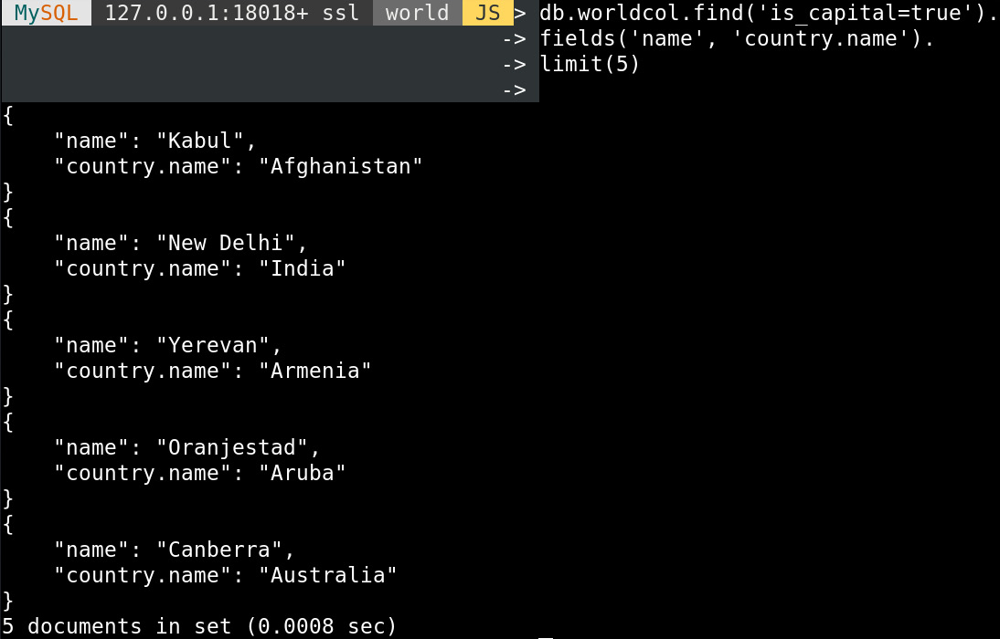 MySQL 127.0.0.1:18018+ ssl world JS > db.worldcol.find('is_capital=true').
-> fields('name', 'country.name').
-> limit(5)
->
{
    "name": "Kabul",
    "country.name": "Afghanistan"
}
{
    "name": "New Delhi",
    "country.name": "India"
}
{
    "name": "Yerevan",
    "country.name": "Armenia"
}
{
    "name": "Oranjestad",
    "country.name": "Aruba"
}
{
    "name": "Canberra",
    "country.name": "Australia"
}
5 documents in set (0.0008 sec)